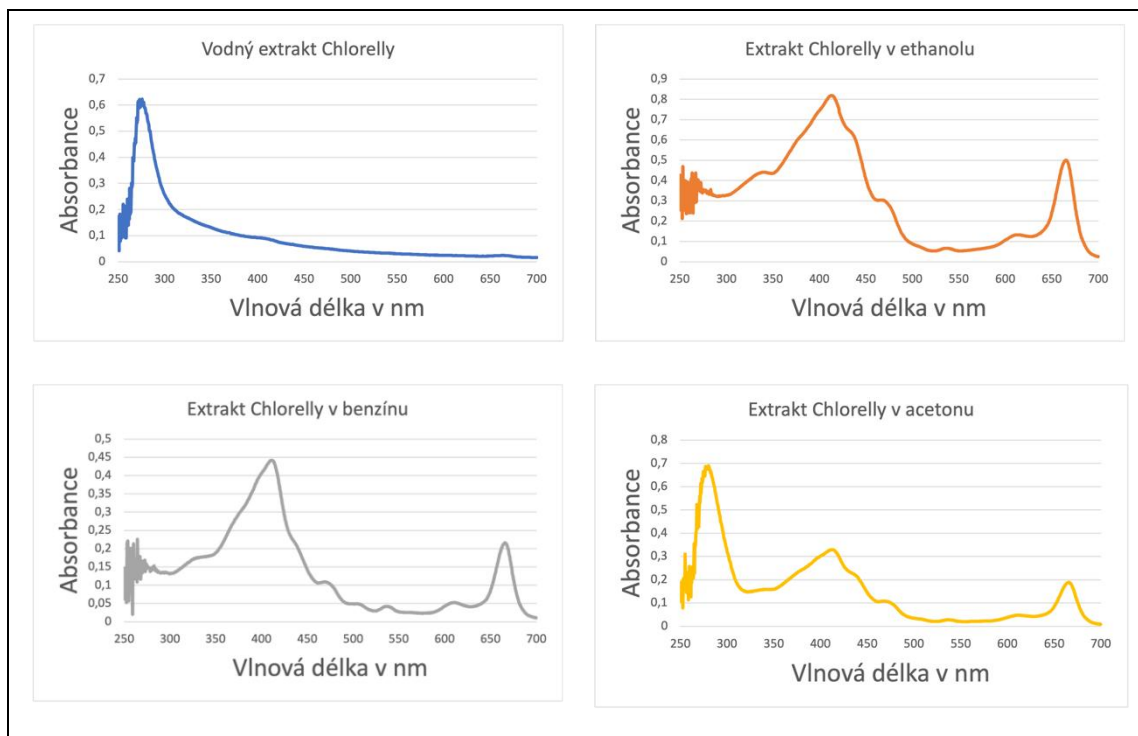 Vodný extrakt Chlorelly
0,7
0,6
0,5
0,4
0,3
0,2
0,1
0
Absorbance
250 300 350 400 450 500 550 600 650 700
Vlnová délka v nm
Extrakt Chlorelly v ethanolu
0,9
0,8
0,7
0,6
0,5
0,4
0,3
0,2
0,1
0
Absorbance
250 300 350 400 450 500 550 600 650 700
Vlnová délka v nm
Extrakt Chlorelly v benzínu
0,5
0,45
0,4
0,35
0,3
0,25
0,2
0,15
0,1
0,05
0
Absorbance
250 300 350 400 450 500 550 600 650 700
Vlnová délka v nm
Extrakt Chlorelly v acetonu
0,8
0,7
0,6
0,5
0,4
0,3
0,2
0,1
0
Absorbance
250 300 350 400 450 500 550 600 650 700
Vlnová délka v nm